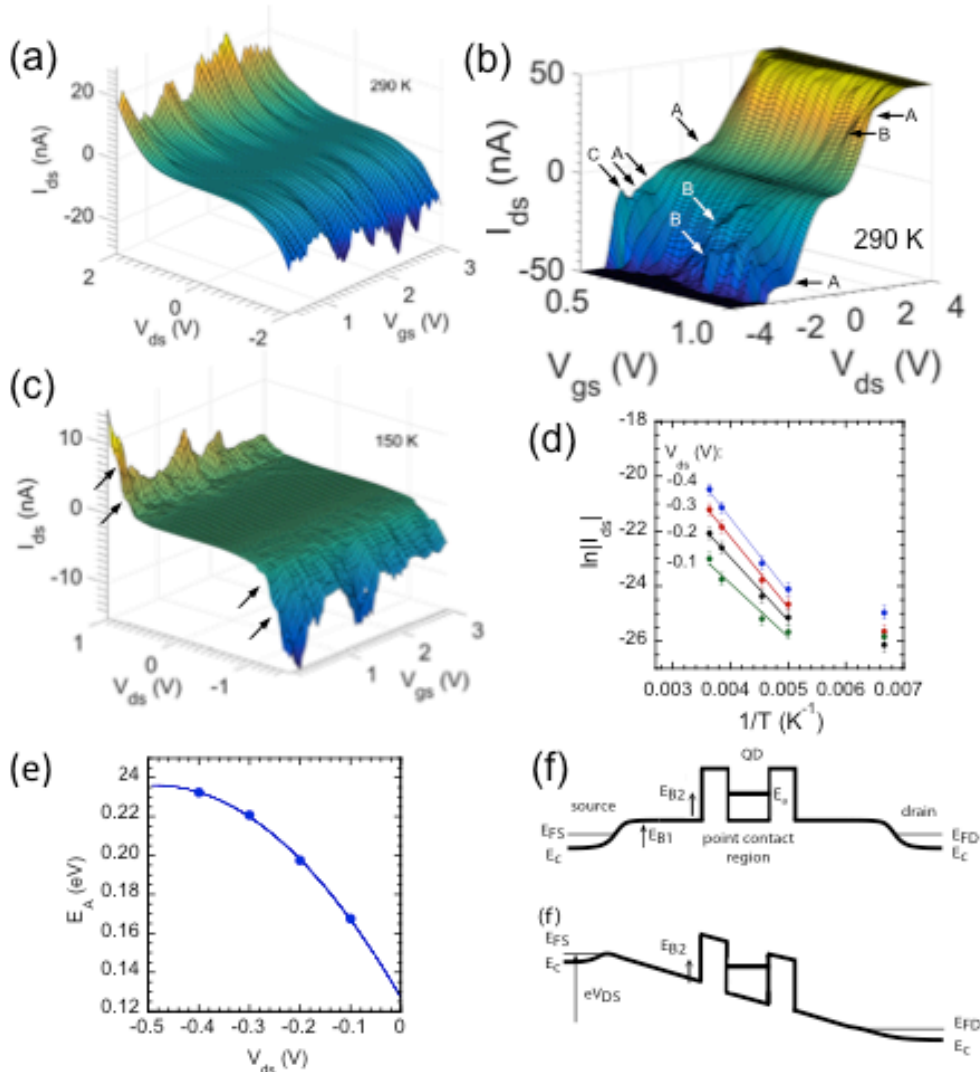 (a)
290 K
I_ds (nA)
20
0
-20
2
0
-2
V_ds (V)
1
2
3
V_gs (V)
(b)
50
0
-50
I_ds (nA)
A
C A
B
B
A
B
A
290 K
0.5
1.0
V_gs (V)
-4 -2 0 2 4
V_ds (V)
(c)
150 K
I_ds (nA)
10
0
-10
1
0
-1
V_ds (V)
1
2
3
V_gs (V)
(d)
V_ds (V):
-0.4
-0.3
-0.2
-0.1
-18
-20
-22
-24
-26
ln|I_ds|
0.003 0.004 0.005 0.006 0.007
1/T (K^-1)
(e)
24
0.22
0.20
0.18
0.16
0.14
0.12
E_A (eV)
-0.5 -0.4 -0.3 -0.2 -0.1 0
V_ds (V)
(f)
QD
source
E_B2
E_a
drain
E_FS
E_B1
point contact
region
E_FD
E_C
E_C
(f)
E_FS
E_C
E_B2
eV_DS
E_FD
E_C